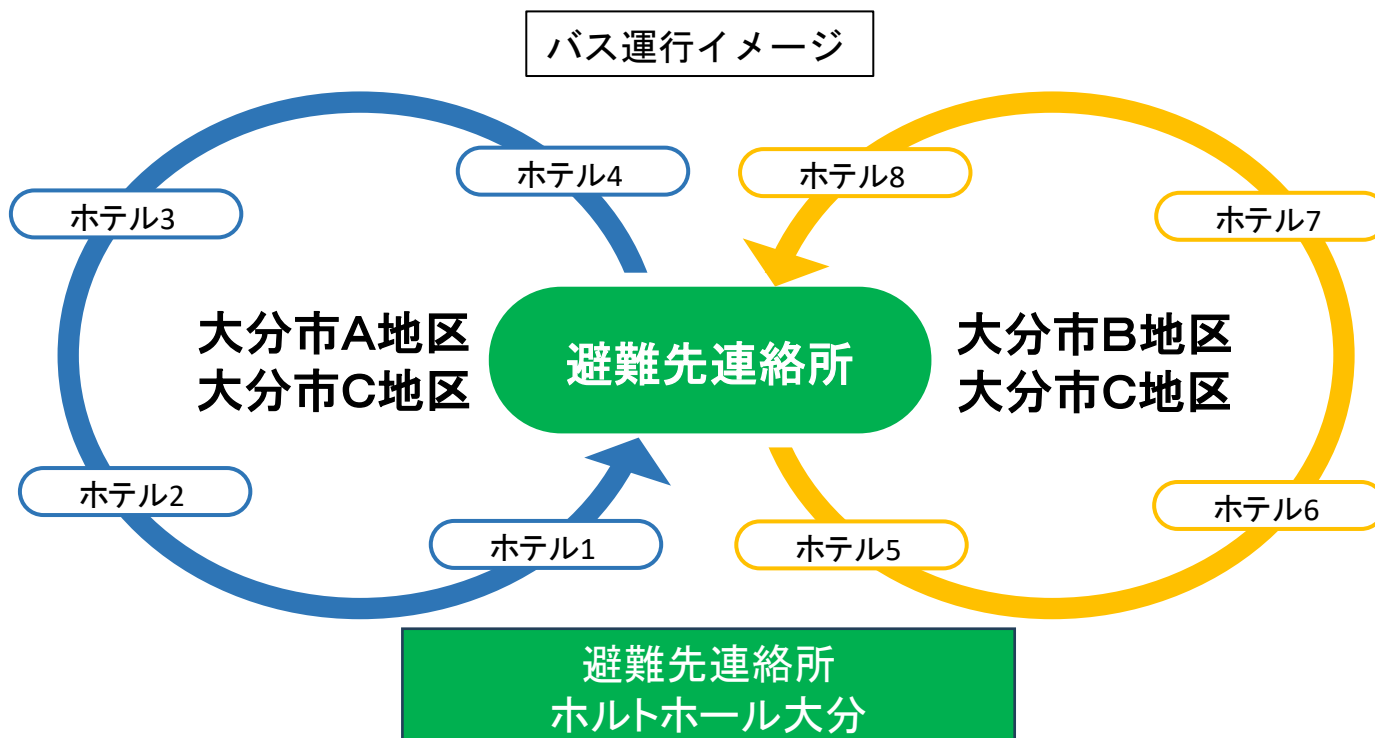 バス運行イメージ
ホテル4
ホテル8
ホテル3
ホテル7
大分市A地区
大分市C地区
避難先連絡所
大分市B地区
大分市C地区
ホテル2
ホテル6
ホテル1
ホテル5
避難先連絡所
ホルトホール大分